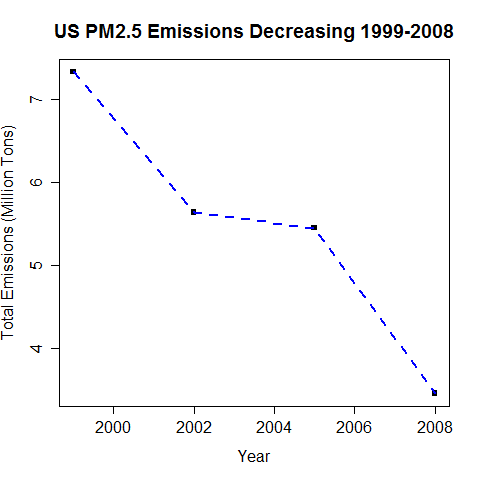 US PM2.5 Emissions Decreasing 1999-2008
Total Emissions (Million Tons)
7
6
5
4
2000 2002 2004 2006 2008
Year